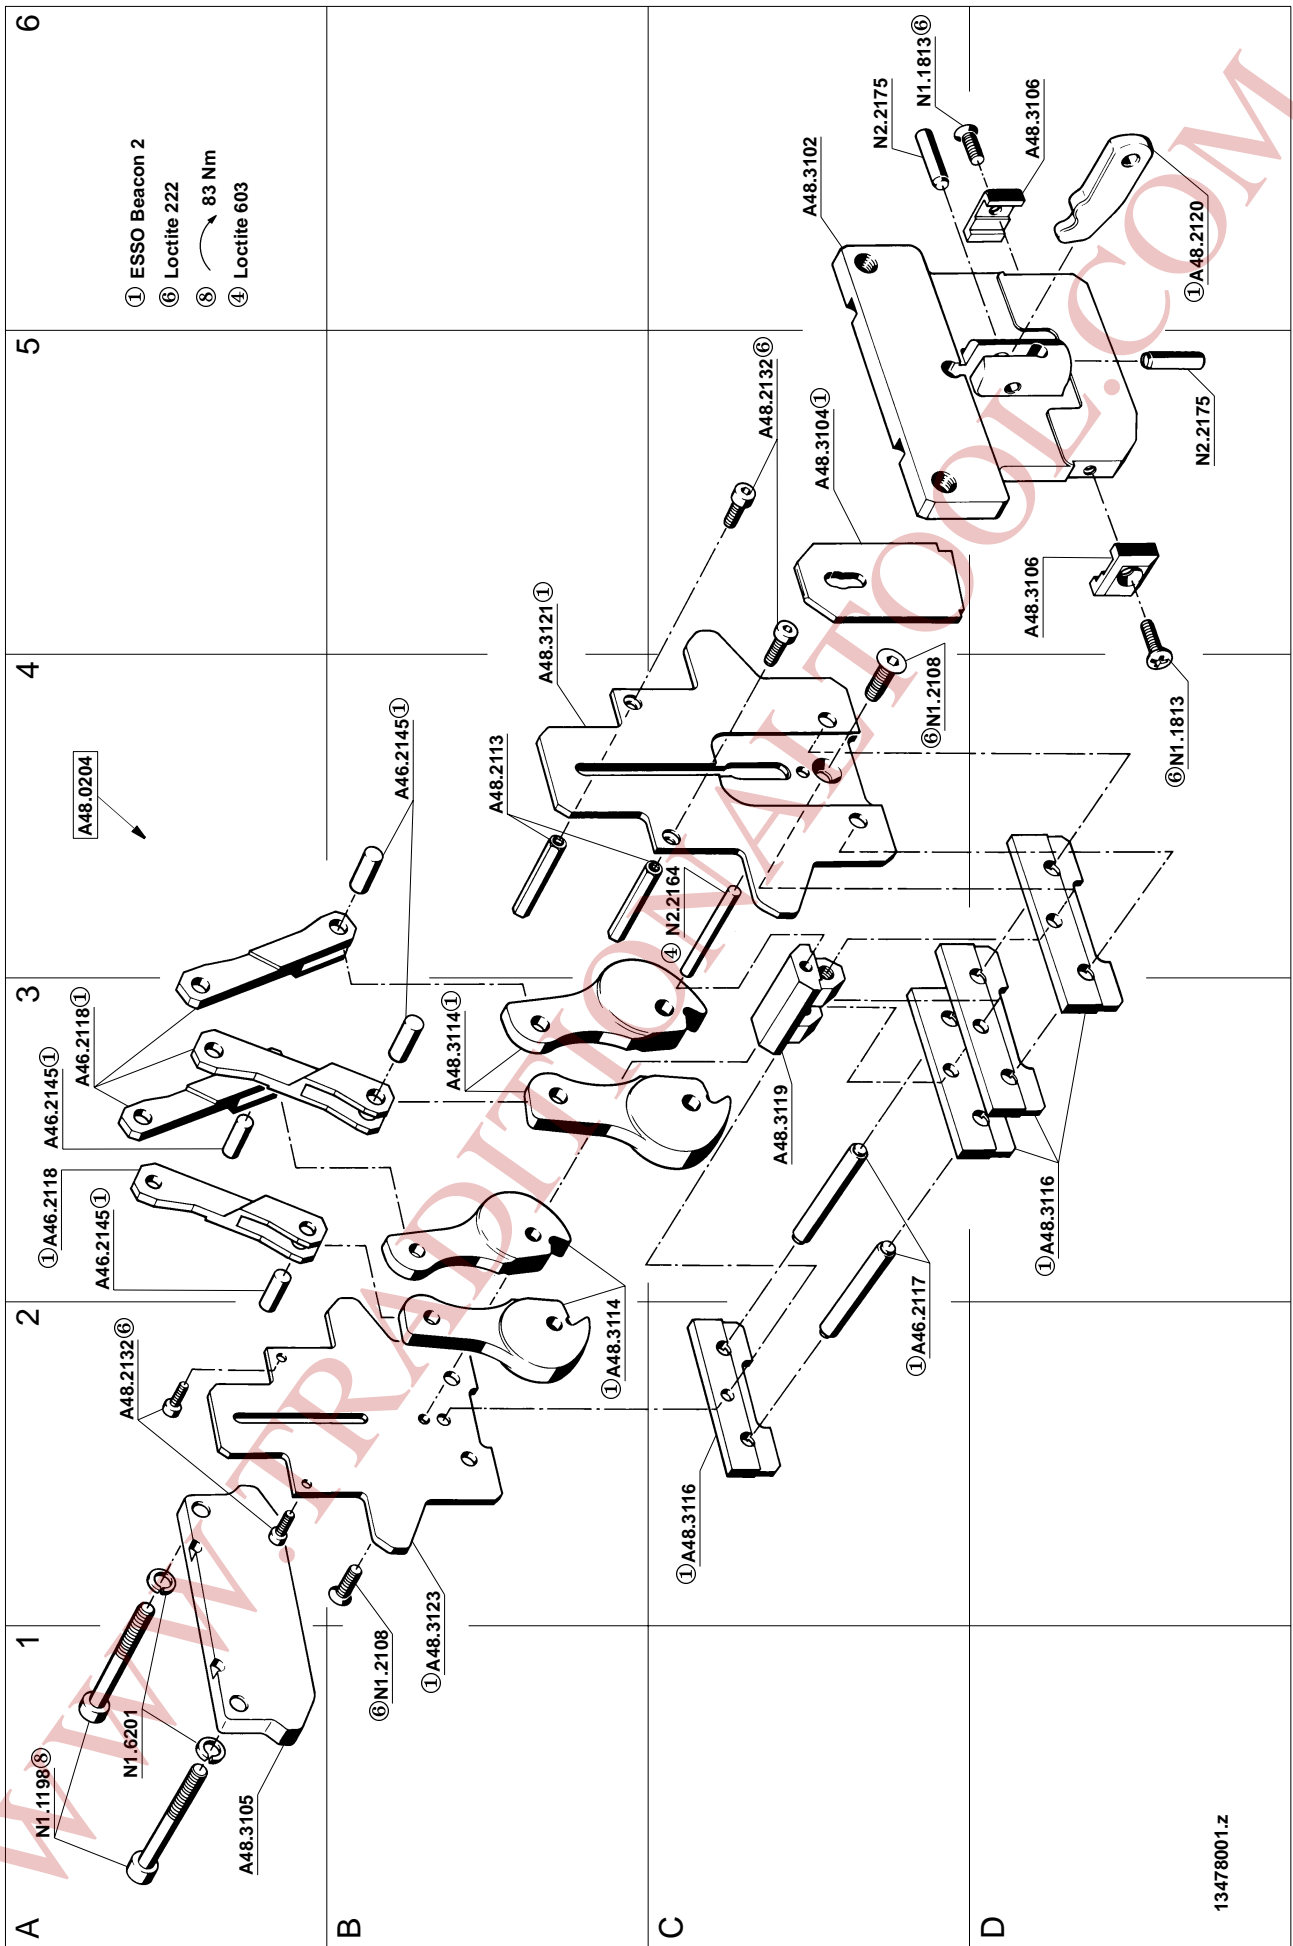 A
B
C
D
1
2
3
4
5
6
① ESSO Beacon 2
⑥ Loctite 222
⑧ 83 Nm
④ Loctite 603
A48.0204
N1.1198⑧
N1.6201
A48.3105
A48.2132⑥
⑥N1.2108
①A48.3123
①A46.2118
A46.2145①
A46.2145①
A46.2118①
A46.2145①
①A48.3114
A48.3114①
A48.2113
④ N2.2164
A48.3121①
A48.2132⑥
A48.3104①
⑥N1.2108
A48.3119
①A46.2117
①A48.3116
①A48.3116
A48.3102
N2.2175
N1.1813⑥
A48.3106
①A48.2120
N2.2175
A48.3106
⑥N1.1813
13478001.z
WWW.TRADITIONALTOOL.COM